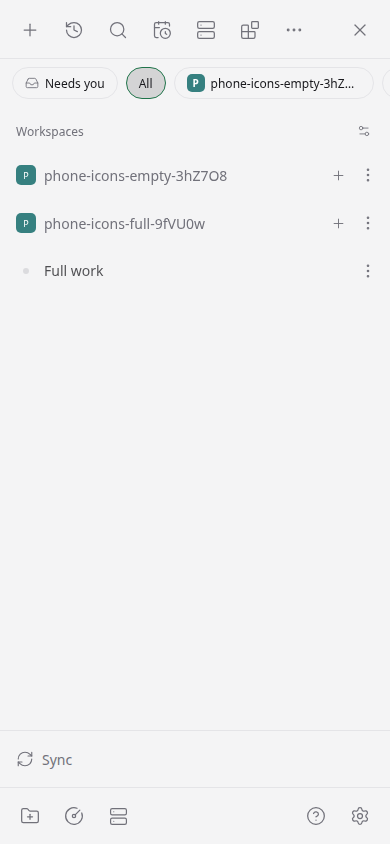 Needs you
All
P phone-icons-empty-3hZ...
Workspaces
P phone-icons-empty-3hZ7O8
P phone-icons-full-9fVU0w
Full work
Sync